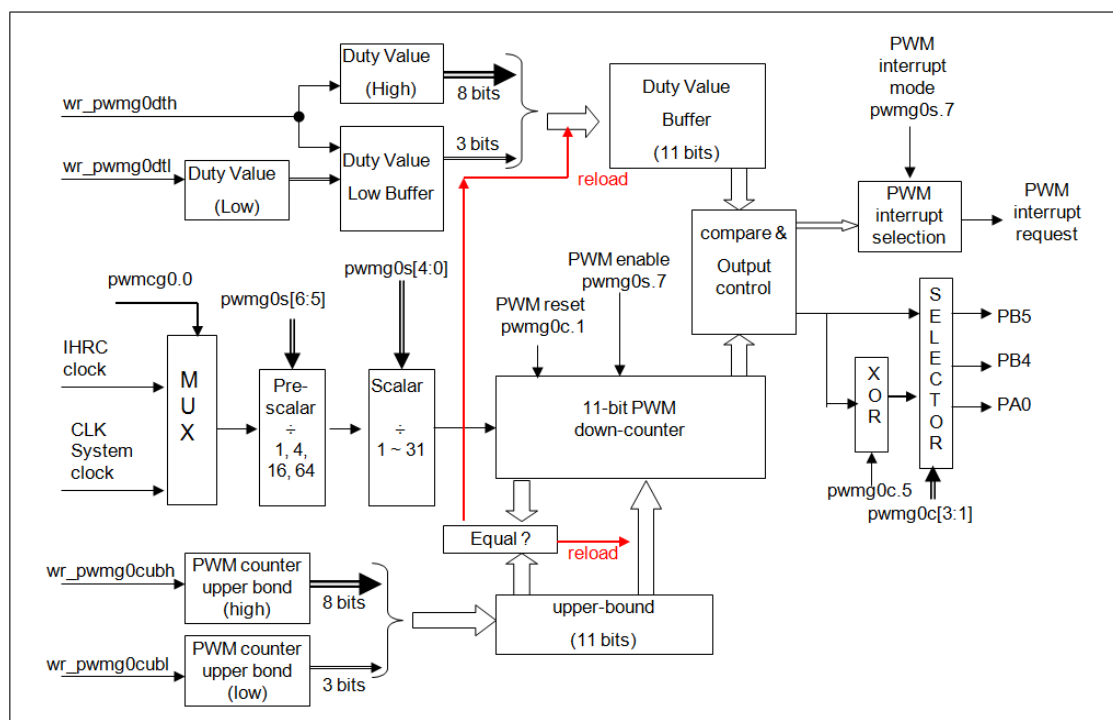 wr_pwmg0dth
wr_pwmg0dtl
Duty Value
(High)
8 bits
Duty Value
(Low)
Duty Value
Low Buffer
3 bits
reload
Duty Value
Buffer
(11 bits)
PWM
interrupt
mode
pwmg0s.7
PWM
interrupt
selection
PWM
interrupt
request
compare &
Output
control
pwmcg0.0
pwmg0s[6:5]
pwmg0s[4:0]
PWM enable
pwmg0s.7
PWM reset
pwmg0c.1
IHRC
clock
CLK
System
clock
M
U
X
Pre-
scalar
÷
1, 4,
16, 64
Scalar
÷
1 ~ 31
11-bit PWM
down-counter
X
O
R
pwmg0c.5
S
E
L
E
C
T
O
R
pwmg0c[3:1]
PB5
PB4
PA0
Equal ?
reload
wr_pwmg0cubh
PWM counter
upper bond
(high)
8 bits
wr_pwmg0cubl
PWM counter
upper bond
(low)
3 bits
upper-bound
(11 bits)